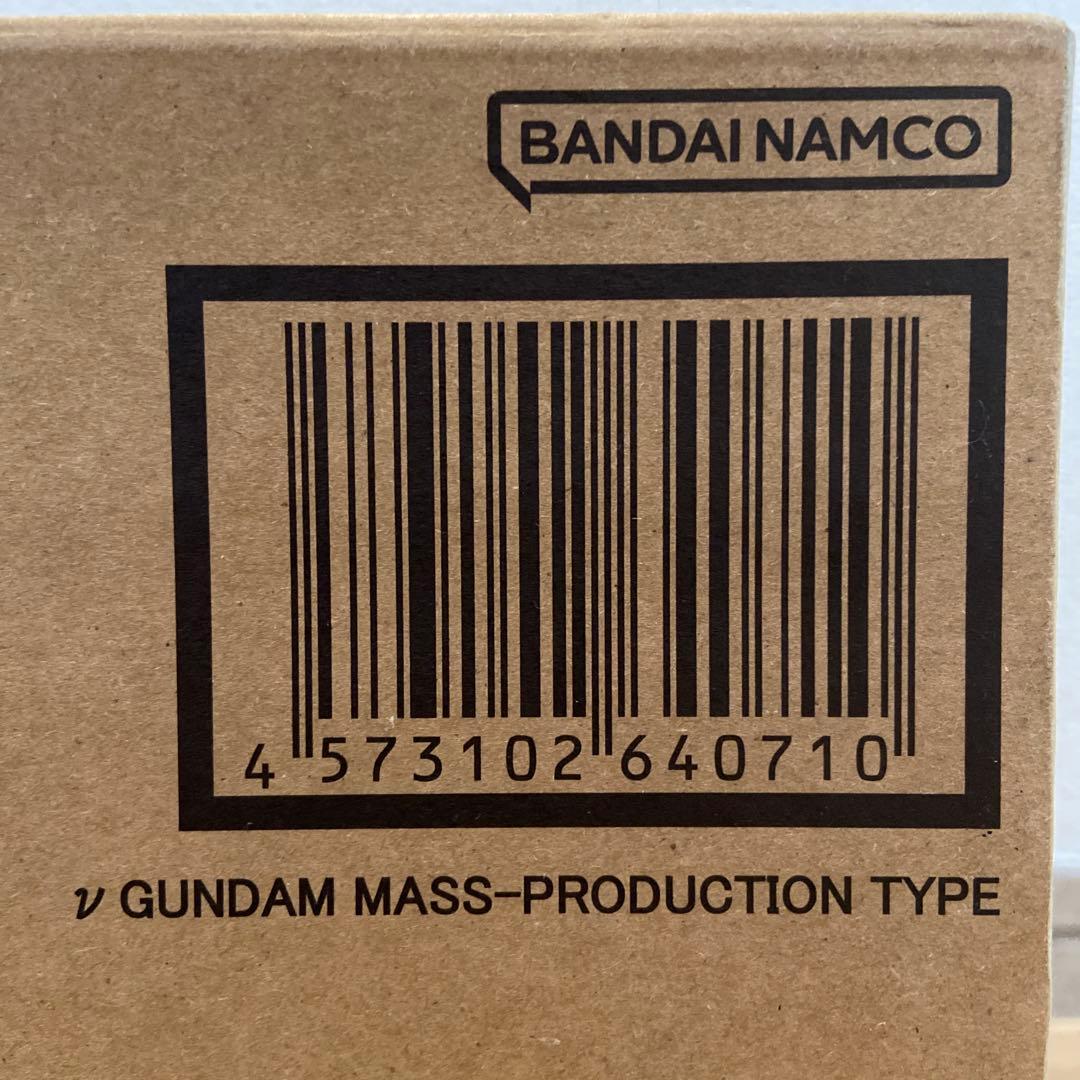 BANDAI NAMCO
4 573102 640710
ν GUNDAM MASS-PRODUCTION TYPE